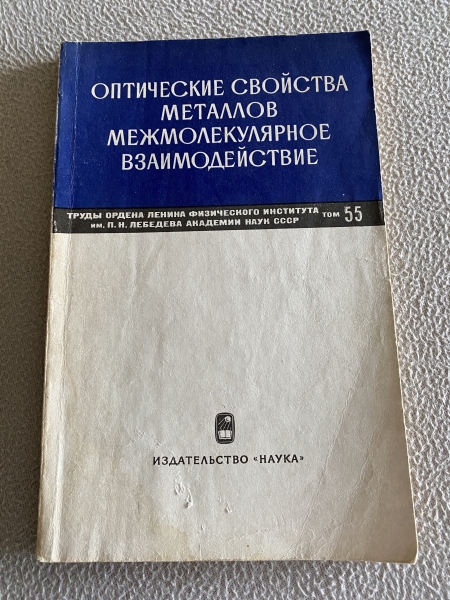 ОПТИЧЕСКИЕ СВОЙСТВА
МЕТАЛЛОВ
МЕЖМОЛЕКУЛЯРНОЕ
ВЗАИМОДЕЙСТВИЕ
ТРУДЫ ОРДЕНА ЛЕНИНА ФИЗИЧЕСКОГО ИНСТИТУТА ТОМ 55
им. П. Н. ЛЕБЕДЕВА АКАДЕМИИ НАУК СССР
ИЗДАТЕЛЬСТВО «НАУКА»